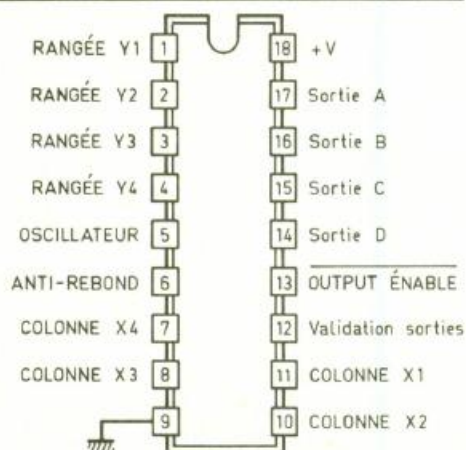 RANGÉE Y1 1 18 +V
RANGÉE Y2 2 17 Sortie A
RANGÉE Y3 3 16 Sortie B
RANGÉE Y4 4 15 Sortie C
OSCILLATEUR 5 14 Sortie D
ANTI-REBOND 6 13 OUTPUT ÉNABLE
COLONNE X4 7 12 Validation sorties
COLONNE X3 8 11 COLONNE X1
9 10 COLONNE X2